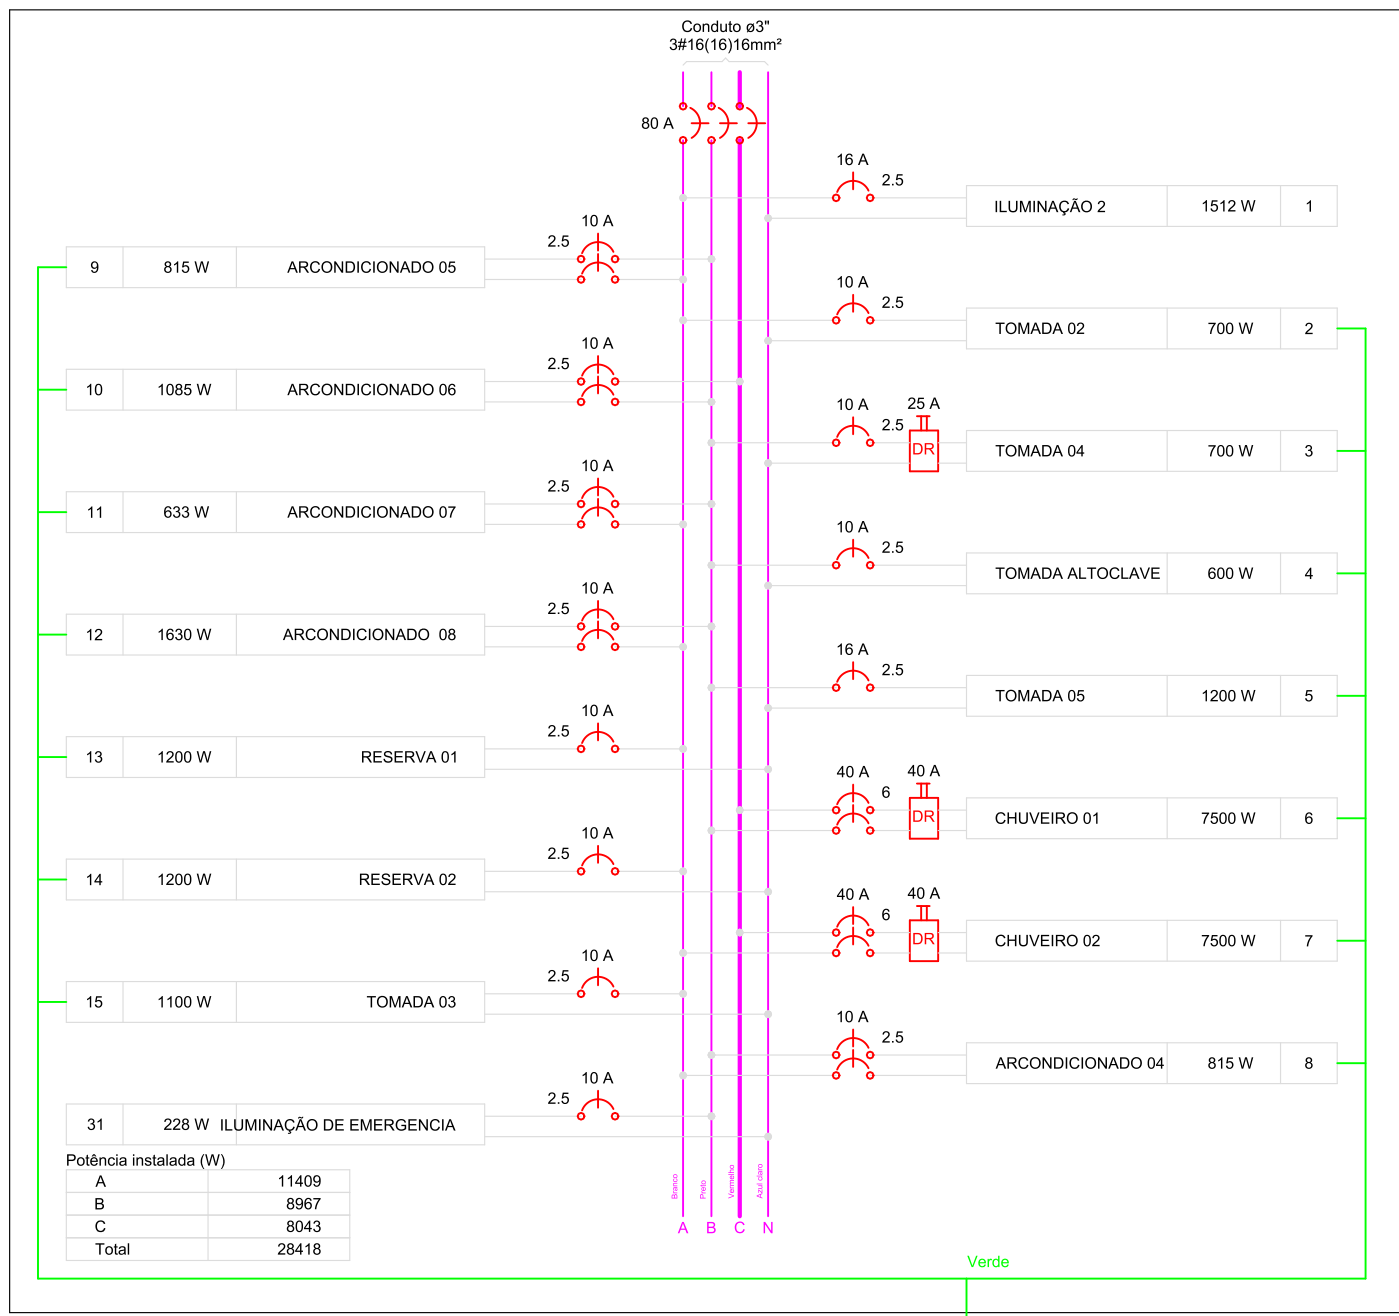 Conduto ø3"
3#16(16)16mm²
80 A
16 A
2.5
ILUMINAÇÃO 2 1512 W 1
10 A
2.5
9 815 W ARCONDICIONADO 05
10 A
2.5
TOMADA 02 700 W 2
10 A
2.5
10 1085 W ARCONDICIONADO 06
10 A 25 A
2.5
DR
TOMADA 04 700 W 3
10 A
2.5
11 633 W ARCONDICIONADO 07
10 A
2.5
TOMADA ALTOCLAVE 600 W 4
10 A
2.5
12 1630 W ARCONDICIONADO 08
16 A
2.5
TOMADA 05 1200 W 5
10 A
2.5
13 1200 W RESERVA 01
40 A 40 A
6
DR
CHUVEIRO 01 7500 W 6
10 A
2.5
14 1200 W RESERVA 02
40 A 40 A
6
DR
CHUVEIRO 02 7500 W 7
10 A
2.5
15 1100 W TOMADA 03
10 A
2.5
ARCONDICIONADO 04 815 W 8
10 A
2.5
31 228 W ILUMINAÇÃO DE EMERGENCIA
Potência instalada (W)
A 11409
B 8967
C 8043
Total 28418
Branco Preto Vermelho Azul claro
A B C N
Verde